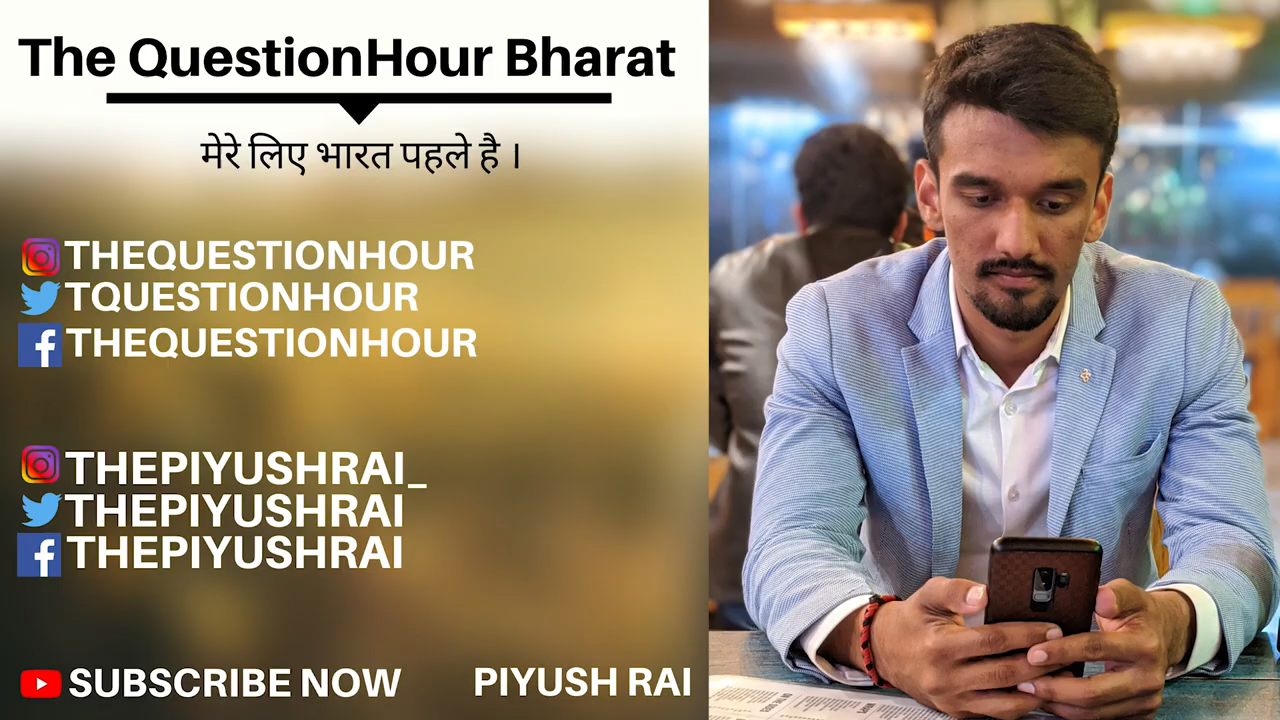 The QuestionHour Bharat
मेरे लिए भारत पहले है ।
THEQUESTIONHOUR
TQUESTIONHOUR
THEQUESTIONHOUR
THEPIYUSHRAI_
THEPIYUSHRAI
THEPIYUSHRAI
SUBSCRIBE NOW
PIYUSH RAI